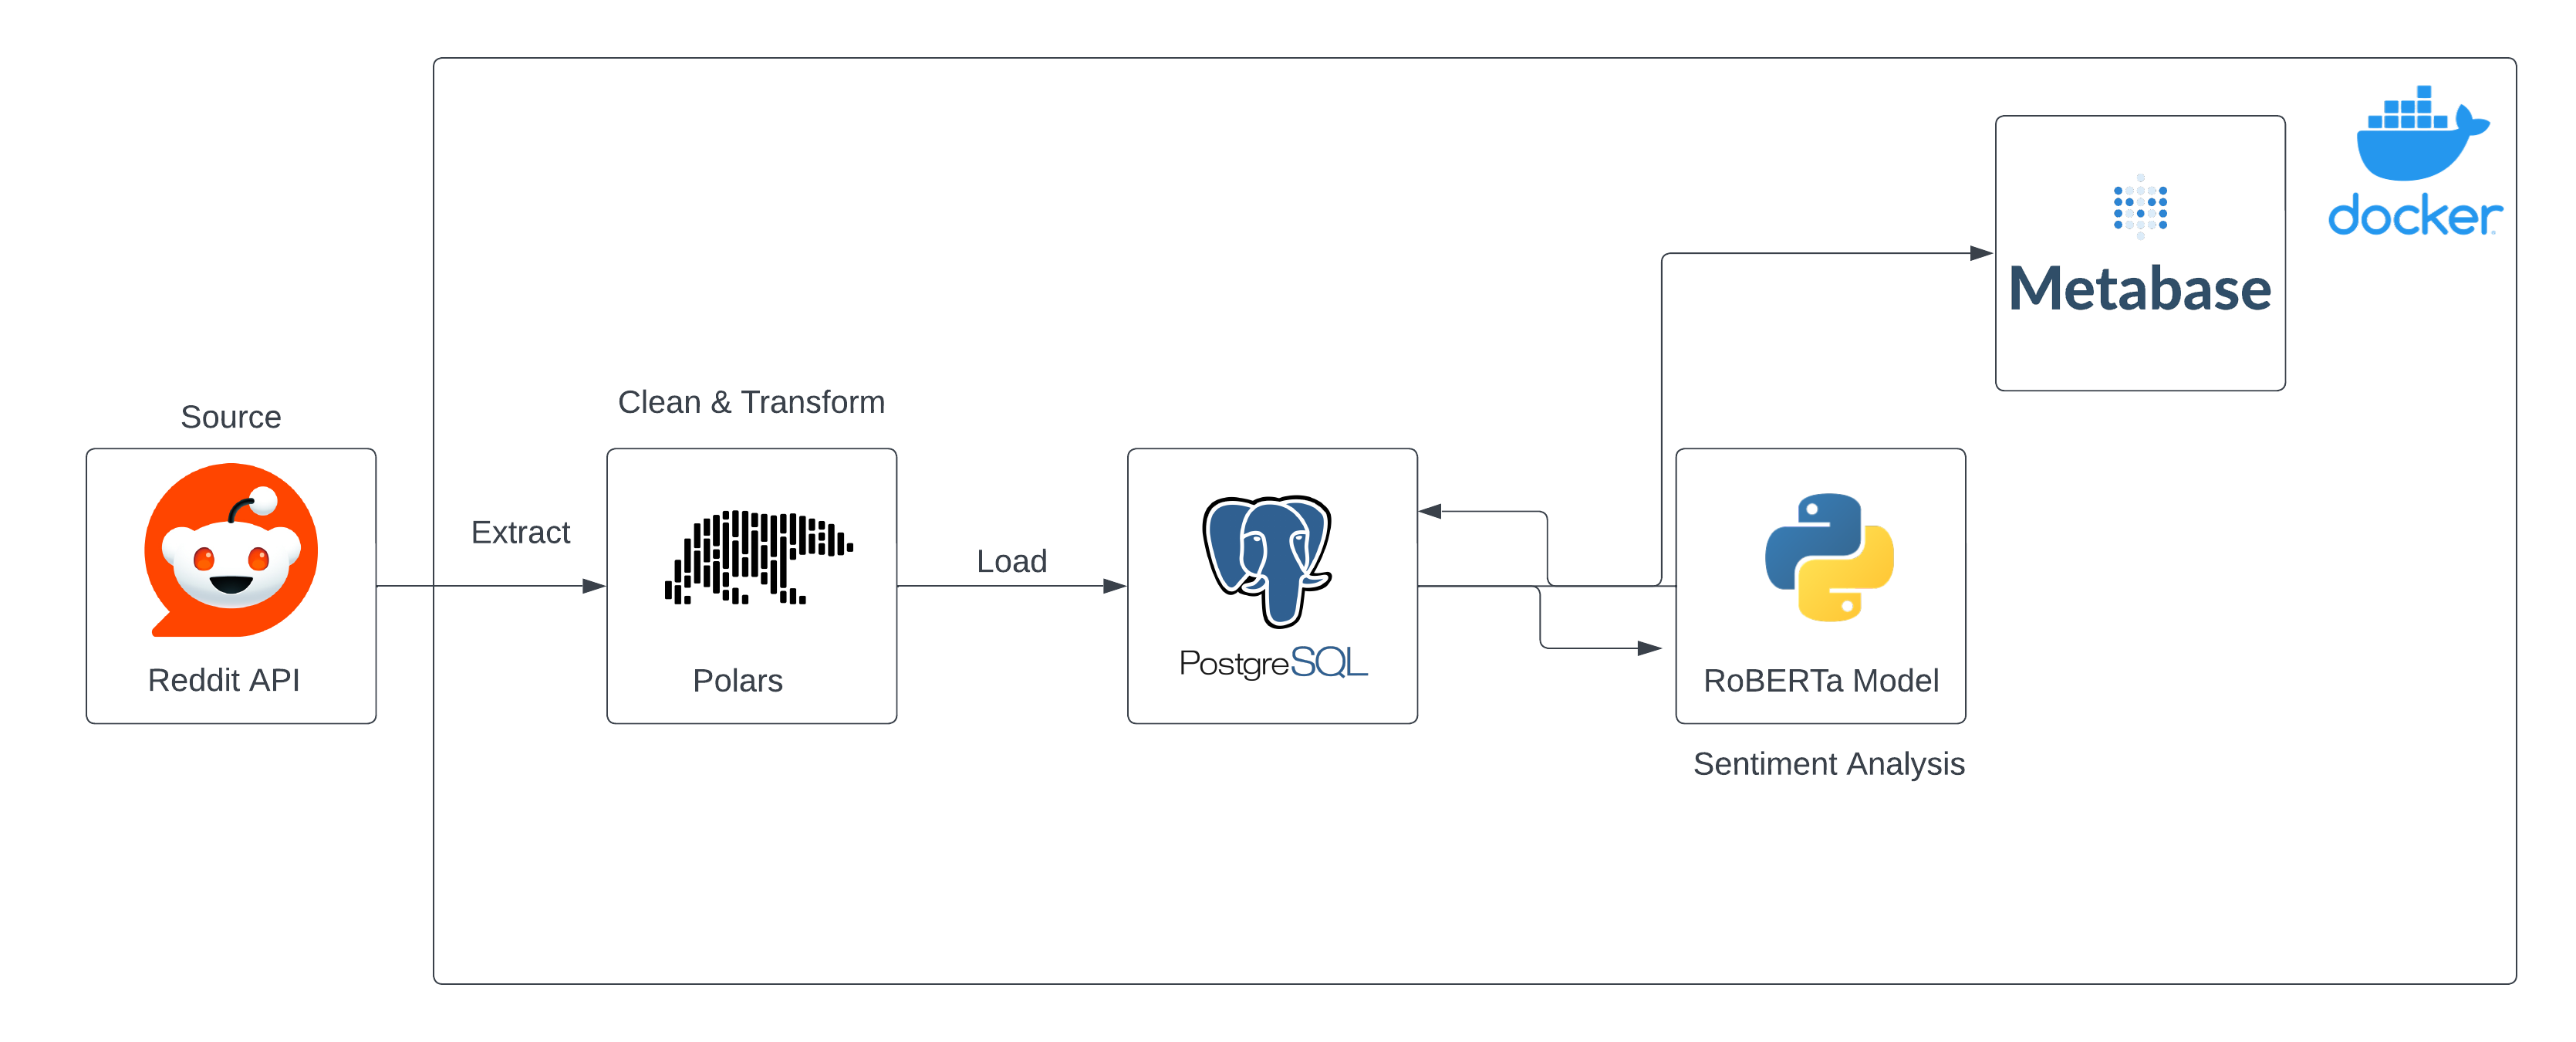 Source
Reddit API
Extract
Clean & Transform
Polars
Load
PostgreSQL
RoBERTa Model
Sentiment Analysis
Metabase
docker